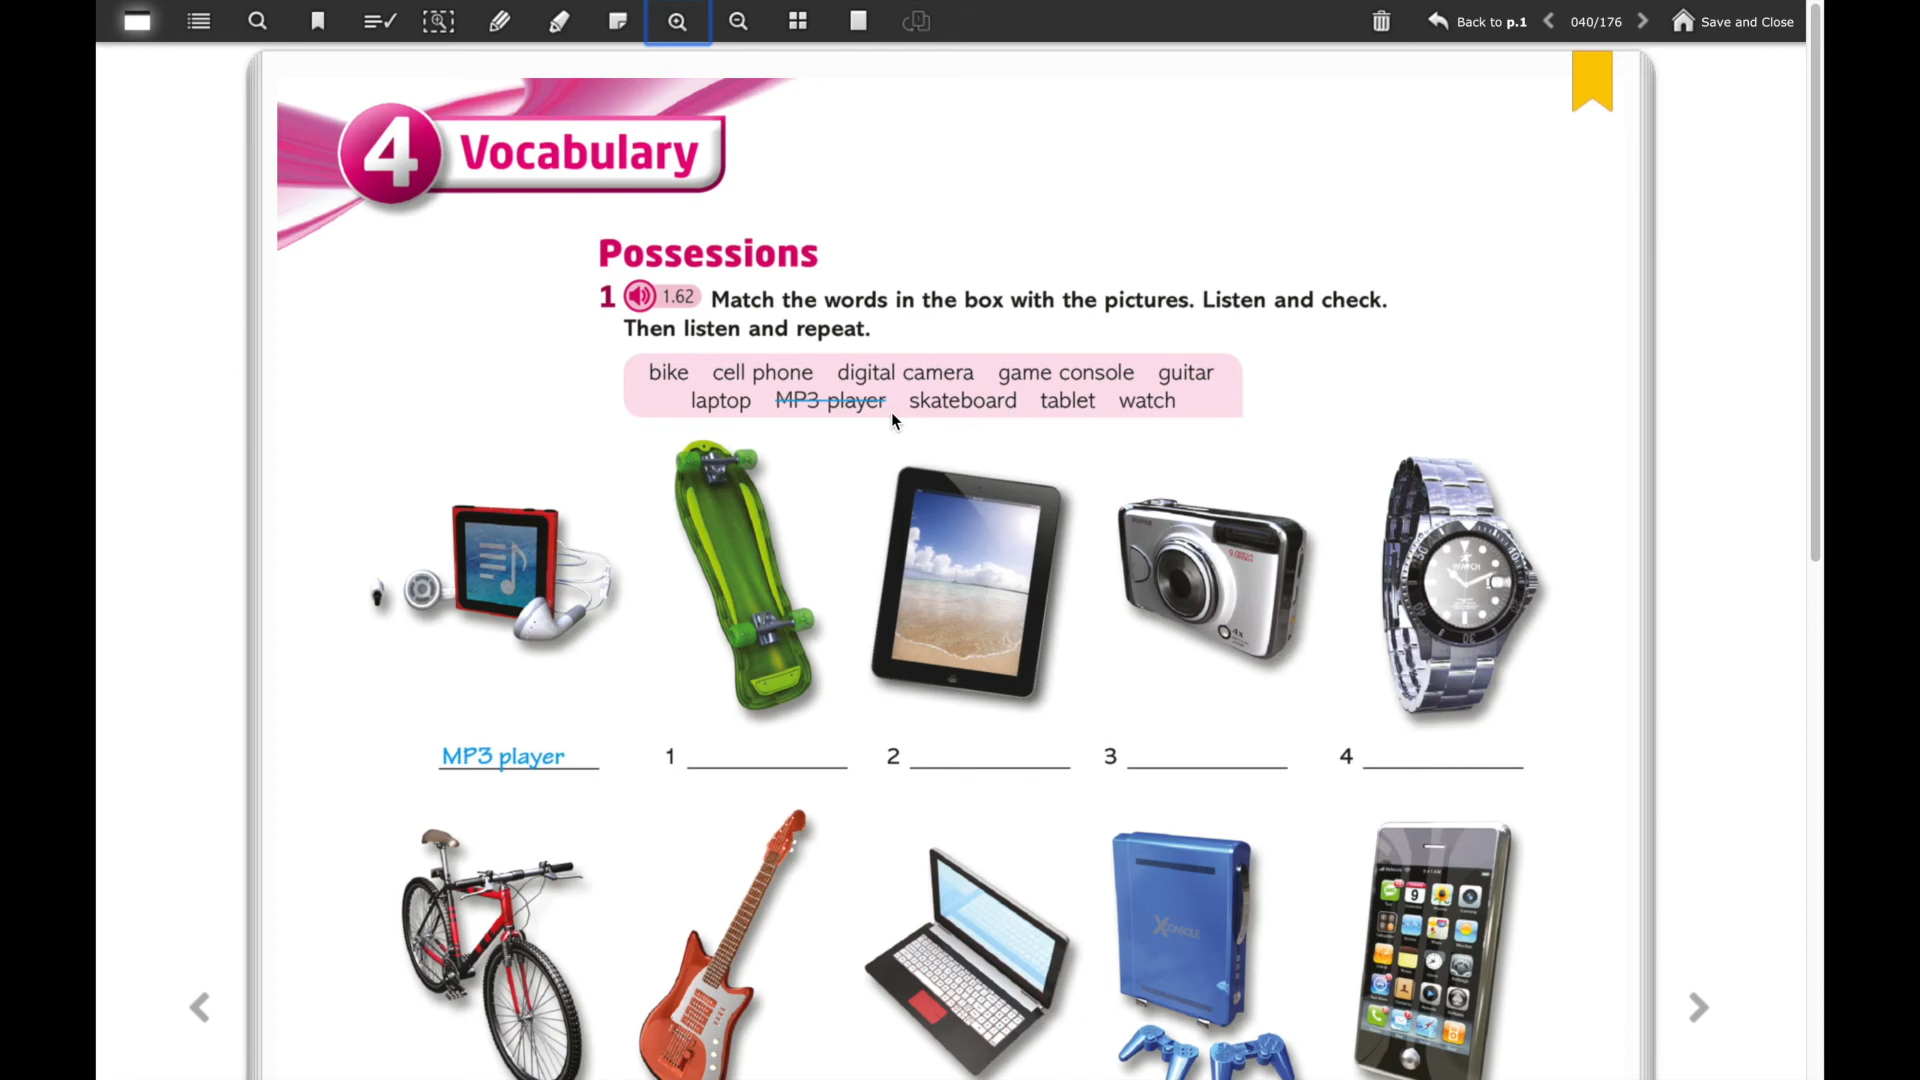 Back to p.1
040/176
Save and Close
4 Vocabulary
Possessions
1 1.62 Match the words in the box with the pictures. Listen and check.
Then listen and repeat.
bike cell phone digital camera game console guitar
laptop MP3 player skateboard tablet watch
WATCH
MP3 player 1 2 3 4
XCONSOLE